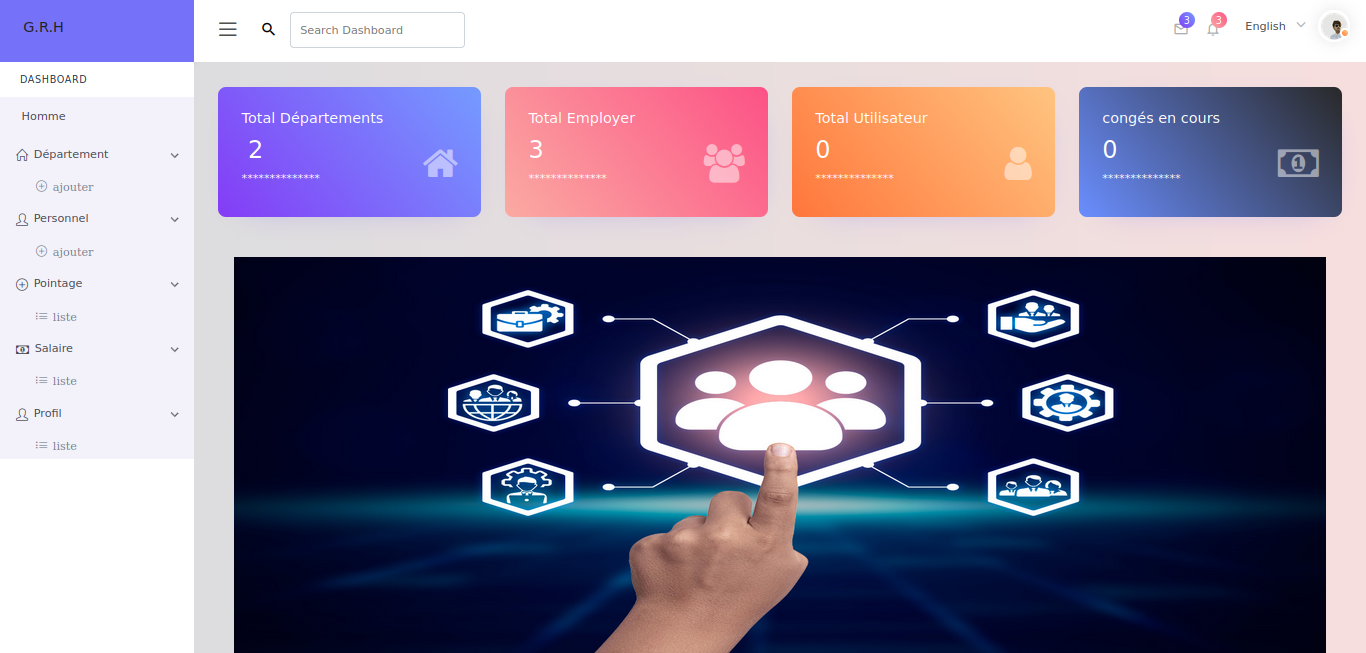 G.R.H
Search Dashboard
3
3
English
DASHBOARD
Homme
Département
ajouter
Personnel
ajouter
Pointage
liste
Salaire
liste
Profil
liste
Total Départements
2
**************
Total Employer
3
**************
Total Utilisateur
0
**************
congés en cours
0
**************
1